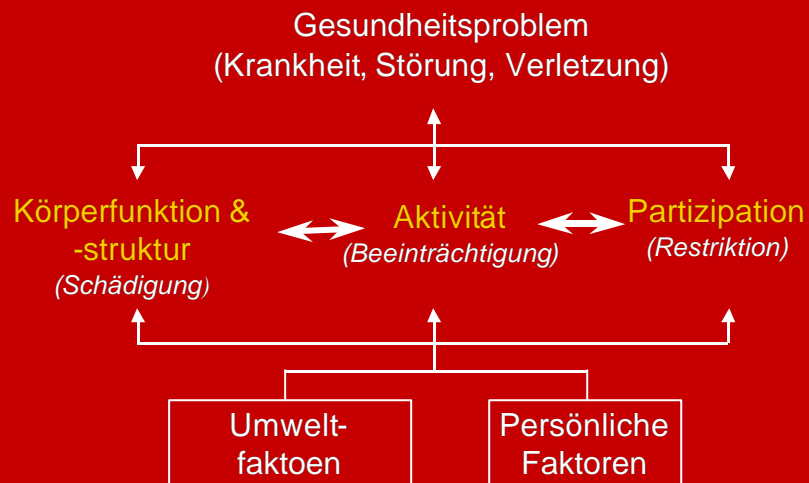 Gesundheitsproblem
(Krankheit, Störung, Verletzung)
Körperfunktion &
-struktur
(Schädigung)
Aktivität
(Beeinträchtigung)
Partizipation
(Restriktion)
Umwelt-
faktoen
Persönliche
Faktoren